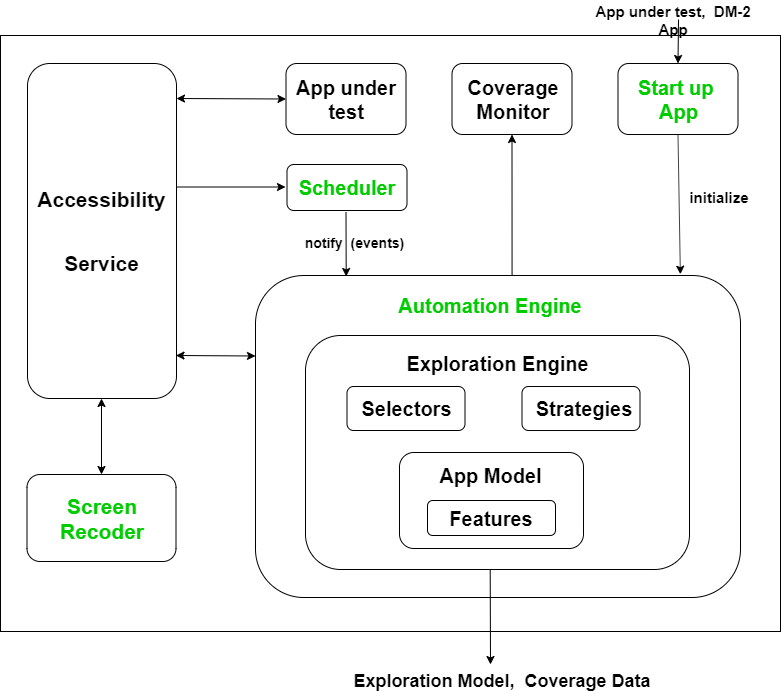 App under test, DM-2
App
App under
test
Coverage
Monitor
Start up
App
Accessibility
Service
Scheduler
initialize
notify (events)
Automation Engine
Exploration Engine
Selectors
Strategies
App Model
Features
Screen
Recoder
Exploration Model, Coverage Data